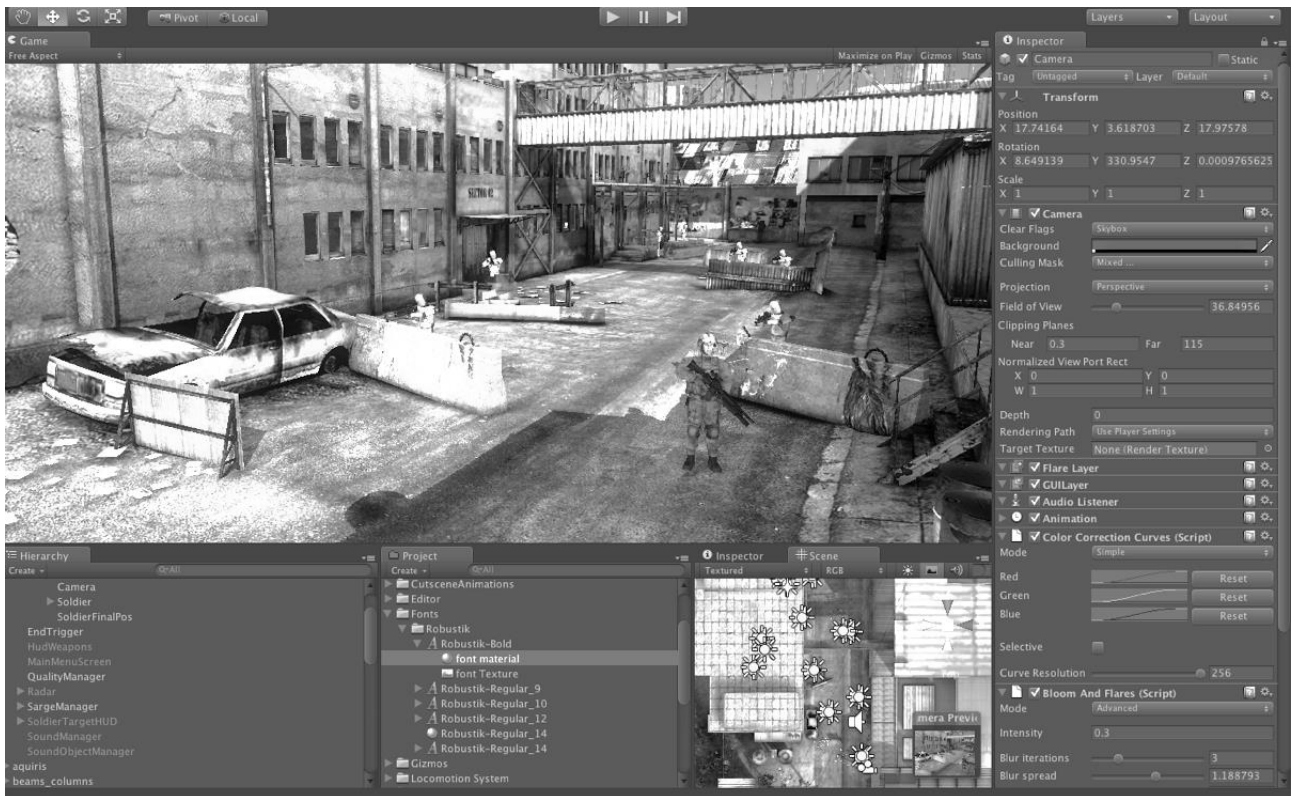 Pivot Local Layers Layout
Game
Free Aspect Maximize on Play Gizmos Stats
SECTOR 02
Inspector
Camera Static
Tag Untagged Layer Default
Transform
Position
X 17.74164 Y 3.618703 Z 17.97578
Rotation
X 8.649139 Y 330.9547 Z 0.0009765625
Scale
X 1 Y 1 Z 1
Camera
Clear Flags Skybox
Background
Culling Mask Mixed ...
Projection Perspective
Field of View 36.84956
Clipping Planes
Near 0.3 Far 115
Normalized View Port Rect
X 0 Y 0
W 1 H 1
Depth 0
Rendering Path Use Player Settings
Target Texture None (Render Texture)
Flare Layer
GUILayer
Audio Listener
Animation
Color Correction Curves (Script)
Mode Simple
Red Reset
Green Reset
Blue Reset
Selective
Curve Resolution 256
Bloom And Flares (Script)
Mode Advanced
Intensity 0.3
Blur iterations 3
Blur spread 1.188793
Hierarchy
Create All
Camera
Soldier
SoldierFinalPos
EndTrigger
HudWeapons
MainMenuScreen
QualityManager
Radar
SargeManager
SoldierTargetHUD
SoundManager
SoundObjectManager
aquiris
beams_columns
Project
Create All
CutsceneAnimations
Editor
Fonts
Robustik
Robustik-Bold
font material
font Texture
Robustik-Regular_9
Robustik-Regular_10
Robustik-Regular_12
Robustik-Regular_14
Robustik-Regular_14
Gizmos
Locomotion System
Inspector Scene
Textured RGB
mera Previ